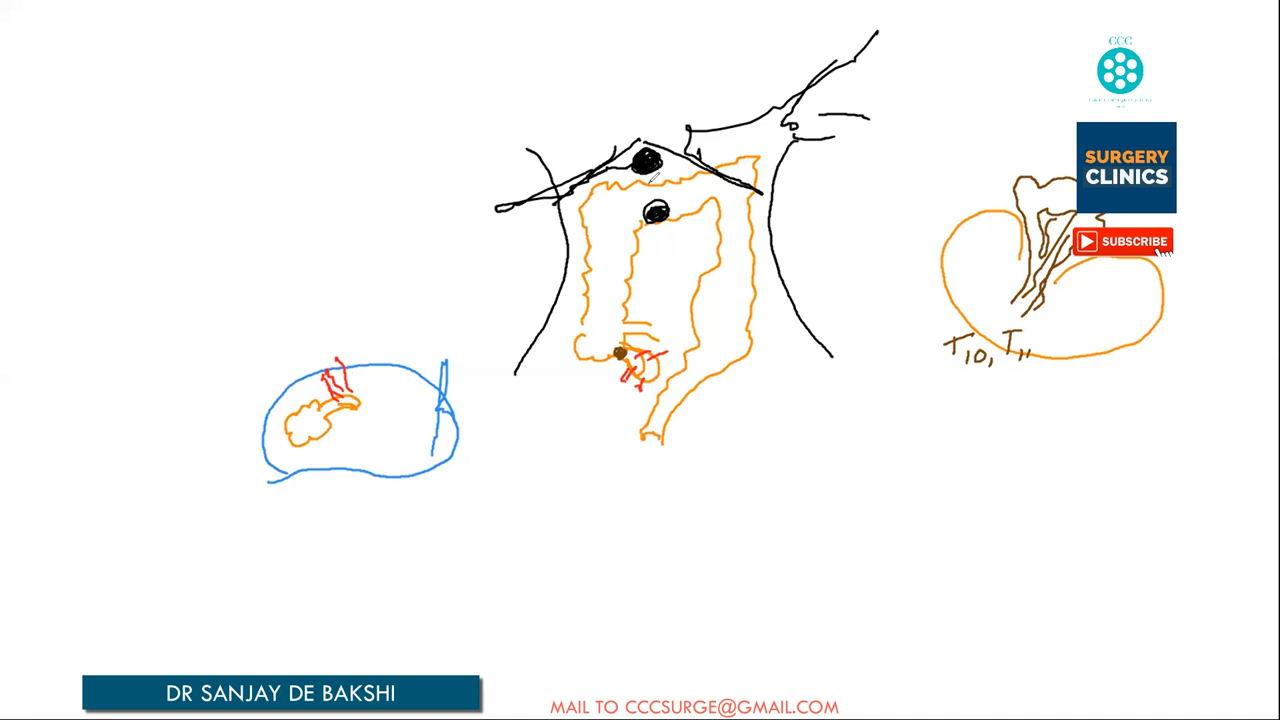 CCC
SURGERY
CLINICS
SUBSCRIBE
T10, T11
DR SANJAY DE BAKSHI
MAIL TO CCCSURGE@GMAIL.COM